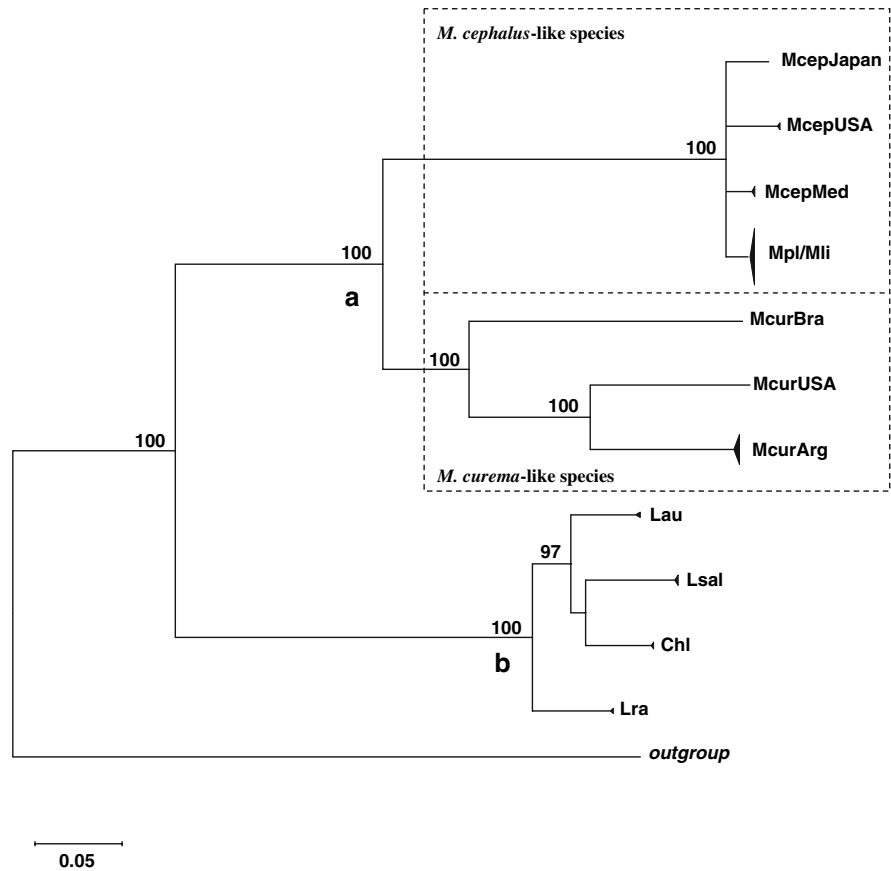 M. cephalus-like species
McepJapan
McepUSA
100
McepMed
Mpl/Mli
100
a
McurBra
100
McurUSA
100
McurArg
100
M. curema-like species
Lau
97
Lsal
100
Chl
b
Lra
outgroup
0.05